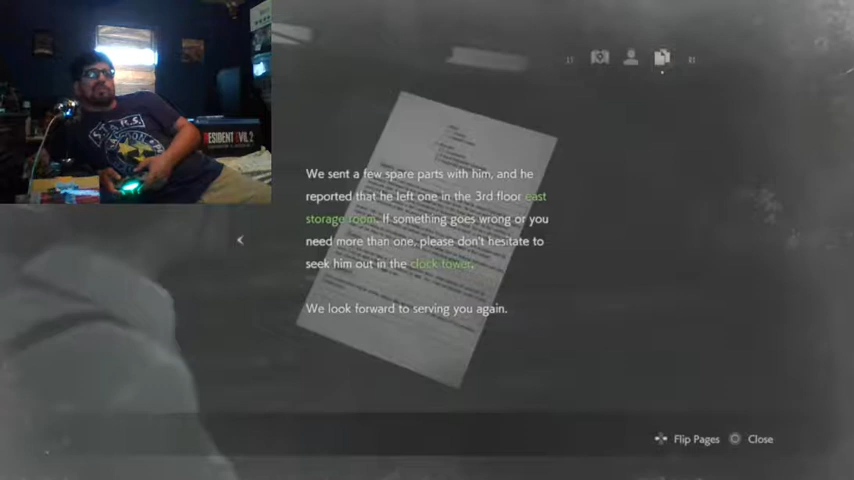 S.T.A.R.S.
RESIDENT EVIL 2
We sent a few spare parts with him, and he
reported that he left one in the 3rd floor east
storage room. If something goes wrong or you
need more than one, please don't hesitate to
seek him out in the clock tower.
We look forward to serving you again.
Flip Pages
Close